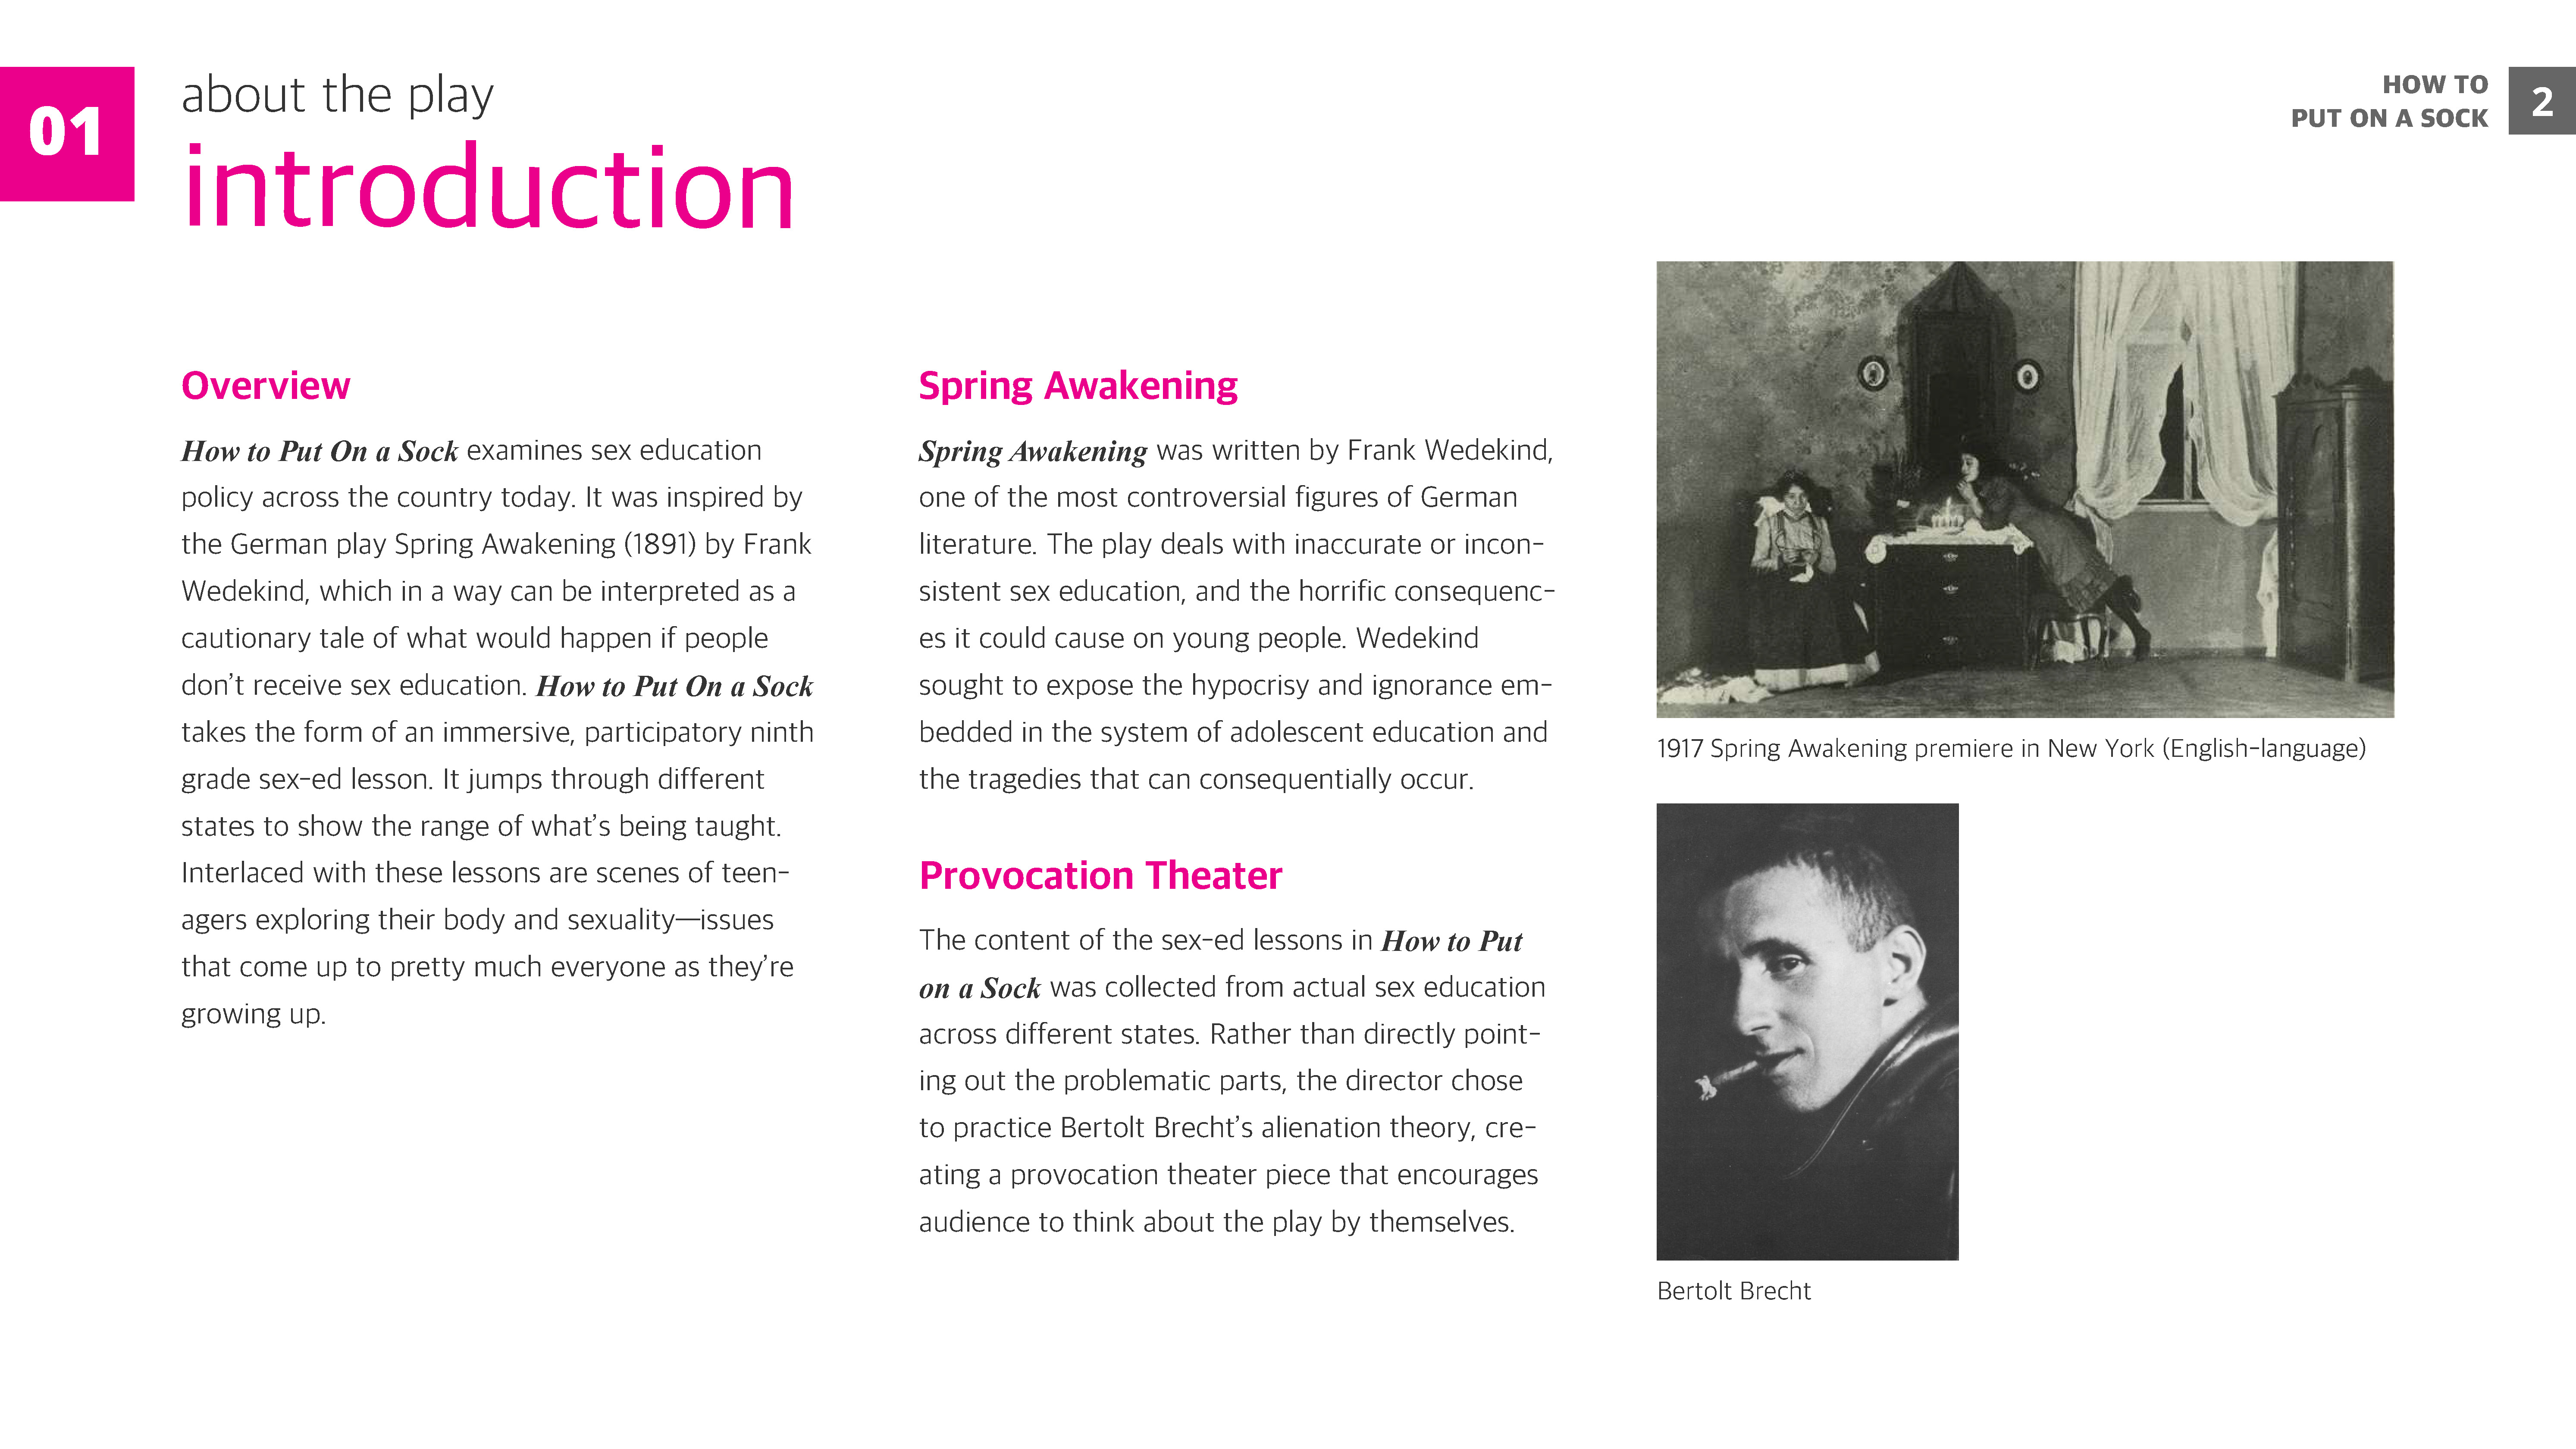 01
about the play
introduction
HOW TO
PUT ON A SOCK
2
Overview
How to Put On a Sock examines sex education
policy across the country today. It was inspired by
the German play Spring Awakening (1891) by Frank
Wedekind, which in a way can be interpreted as a
cautionary tale of what would happen if people
don’t receive sex education. How to Put On a Sock
takes the form of an immersive, participatory ninth
grade sex-ed lesson. It jumps through different
states to show the range of what’s being taught.
Interlaced with these lessons are scenes of teen-
agers exploring their body and sexuality—issues
that come up to pretty much everyone as they’re
growing up.
Spring Awakening
Spring Awakening was written by Frank Wedekind,
one of the most controversial figures of German
literature. The play deals with inaccurate or incon-
sistent sex education, and the horrific consequenc-
es it could cause on young people. Wedekind
sought to expose the hypocrisy and ignorance em-
bedded in the system of adolescent education and
the tragedies that can consequentially occur.
Provocation Theater
The content of the sex-ed lessons in How to Put
on a Sock was collected from actual sex education
across different states. Rather than directly point-
ing out the problematic parts, the director chose
to practice Bertolt Brecht’s alienation theory, cre-
ating a provocation theater piece that encourages
audience to think about the play by themselves.
1917 Spring Awakening premiere in New York (English-language)
Bertolt Brecht